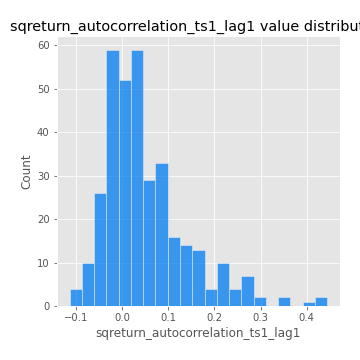 sqreturn_autocorrelation_ts1_lag1 value distribut
60
50
40
30
20
10
0
Count
−0.1 0.0 0.1 0.2 0.3 0.4
sqreturn_autocorrelation_ts1_lag1